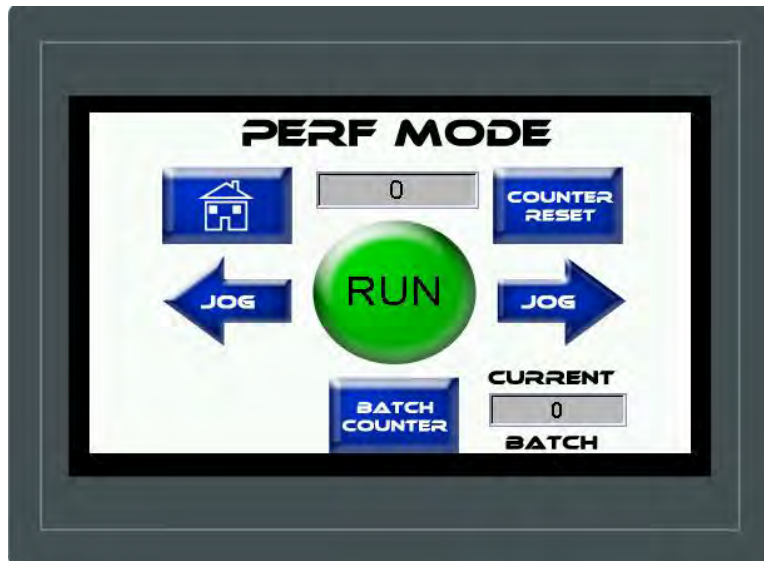 PERF MODE
0
COUNTER
RESET
JOG
RUN
JOG
BATCH
COUNTER
CURRENT
0
BATCH